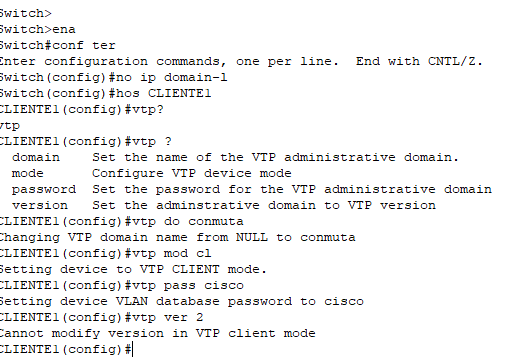 Switch>
Switch>ena
Switch#conf ter
Enter configuration commands, one per line.  End with CNTL/Z.
Switch(config)#no ip domain-l
Switch(config)#hos CLIENTE1
CLIENTE1(config)#vtp?
vtp
CLIENTE1(config)#vtp ?
  domain    Set the name of the VTP administrative domain.
  mode      Configure VTP device mode
  password  Set the password for the VTP administrative domain
  version   Set the adminstrative domain to VTP version
CLIENTE1(config)#vtp do conmuta
Changing VTP domain name from NULL to conmuta
CLIENTE1(config)#vtp mod cl
Setting device to VTP CLIENT mode.
CLIENTE1(config)#vtp pass cisco
Setting device VLAN database password to cisco
CLIENTE1(config)#vtp ver 2
Cannot modify version in VTP client mode
CLIENTE1(config)#